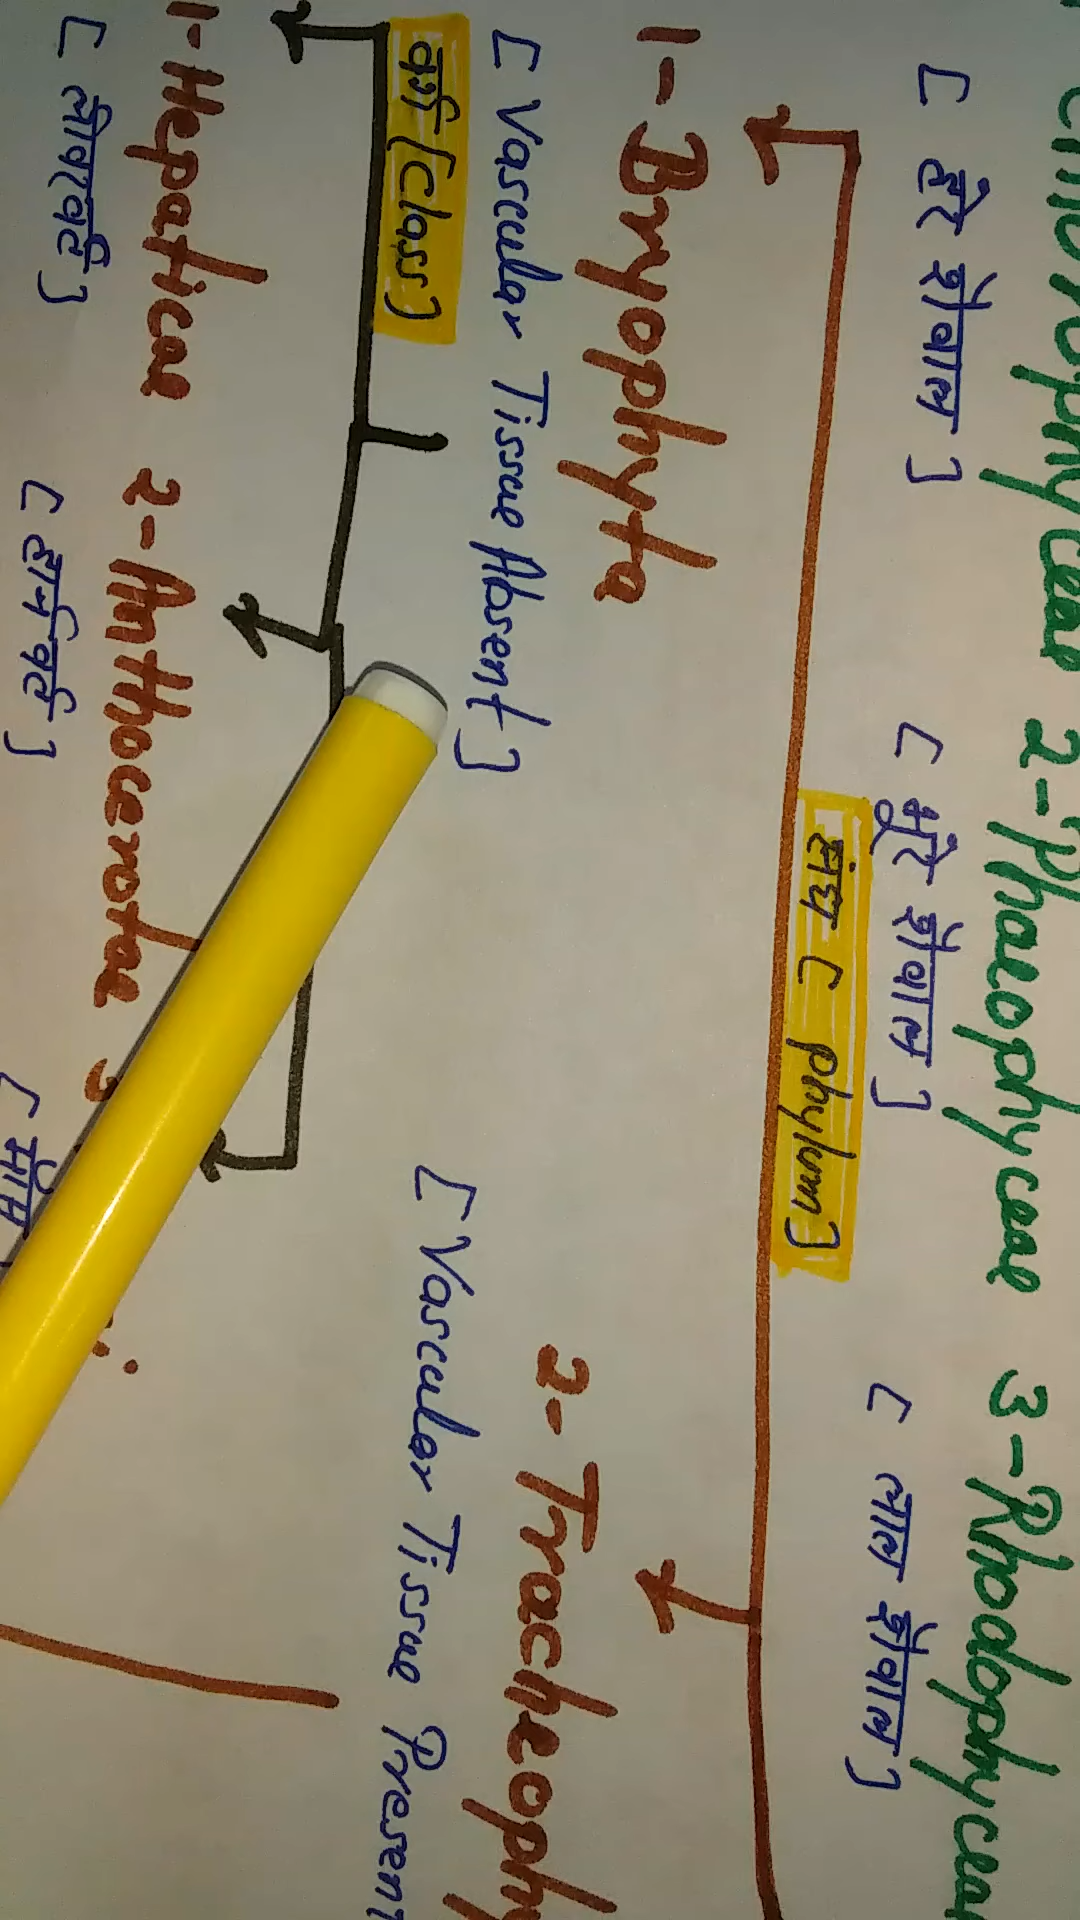 2-Phaeophyceae 3-Rhodophyceae
[ हरे शैवाल ] [ भूरे शैवाल ] [ लाल शैवाल ]
संघ [ Phylum]
1-Bryophyta 2-Tracheophy
[ Vascular Tissue Absent] [ Vascular Tissue Present
वर्ग [Class]
1-Hepaticae 2-Anthocerotae 3
[ लीवरवर्ट ] [ हार्नवर्ट ] [ मॉस